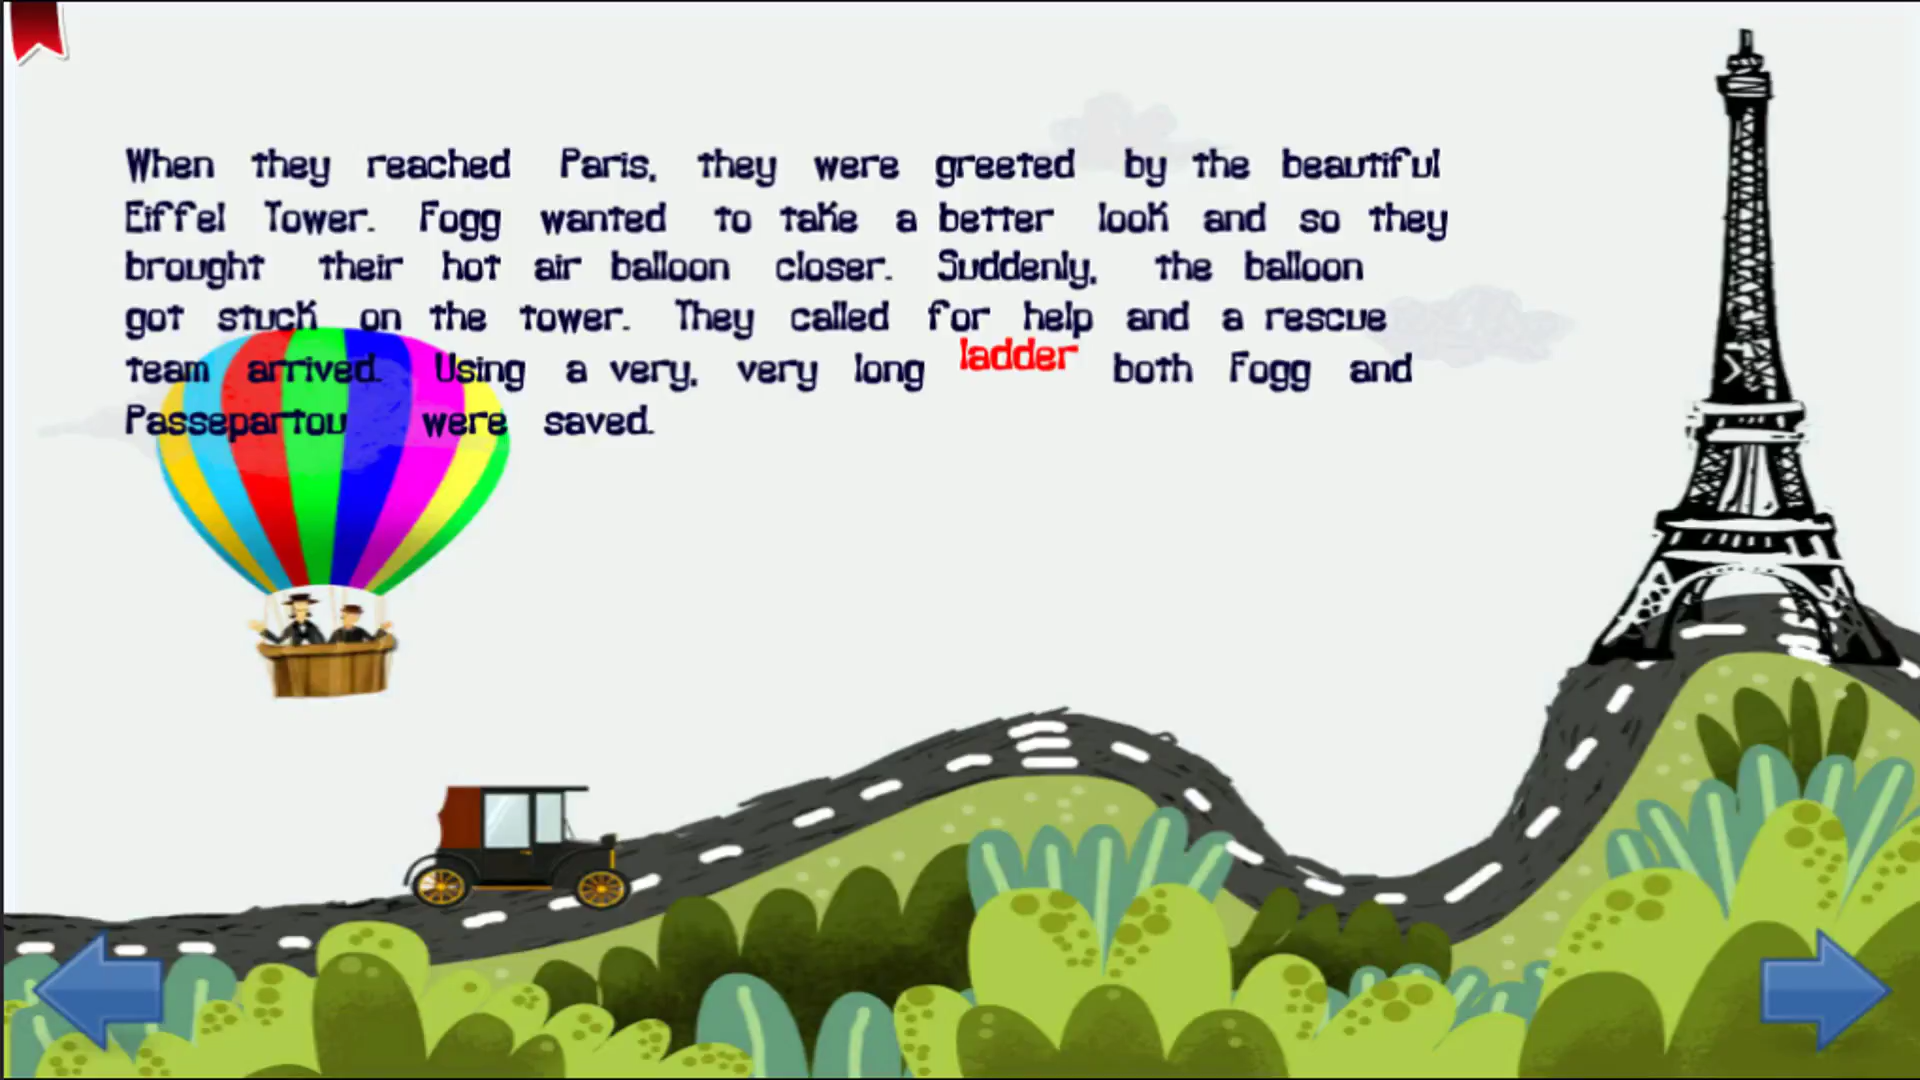 When they reached Paris, they were greeted by the beautiful
Eiffel Tower. Fogg wanted to take a better look and so they
brought their hot air balloon closer. Suddenly, the balloon
got stuck on the tower. They called for help and a rescue
team arrived. Using a very, very long ladder both Fogg and
Passepartou were saved.